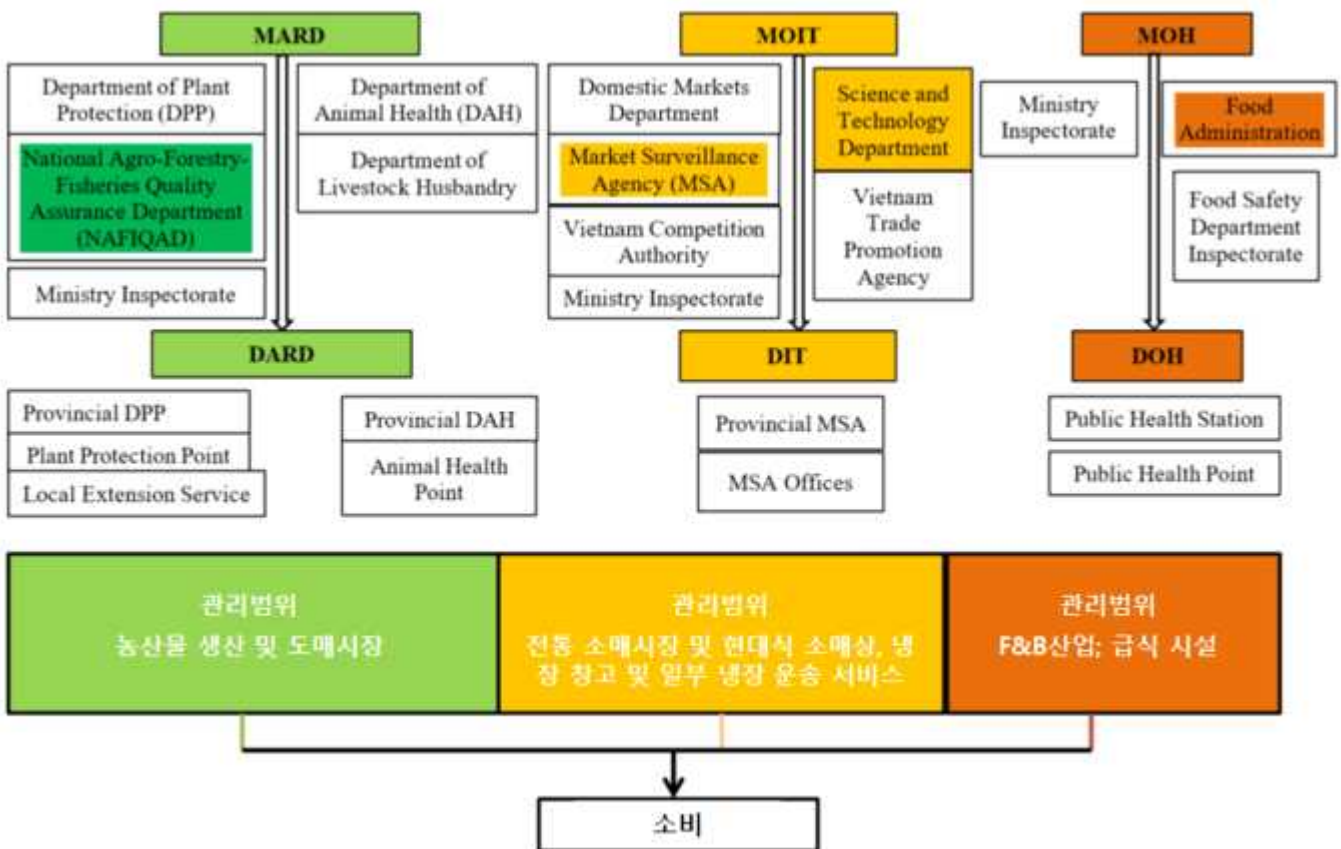 MARD
Department of Plant
Protection (DPP)
National Agro-Forestry-
Fisheries Quality
Assurance Department
(NAFIQAD)
Ministry Inspectorate
Department of
Animal Health (DAH)
Department of
Livestock Husbandry
DARD
Provincial DPP
Plant Protection Point
Local Extension Service
Provincial DAH
Animal Health
Point
MOIT
Domestic Markets
Department
Market Surveillance
Agency (MSA)
Vietnam Competition
Authority
Ministry Inspectorate
Science and
Technology
Department
Vietnam
Trade
Promotion
Agency
DIT
Provincial MSA
MSA Offices
MOH
Ministry
Inspectorate
Food
Administration
Food Safety
Department
Inspectorate
DOH
Public Health Station
Public Health Point
관리범위
농산물 생산 및 도매시장
관리범위
전통 소매시장 및 현대식 소매상, 냉
장 창고 및 일부 냉장 운송 서비스
관리범위
F&B산업; 급식 시설
소비